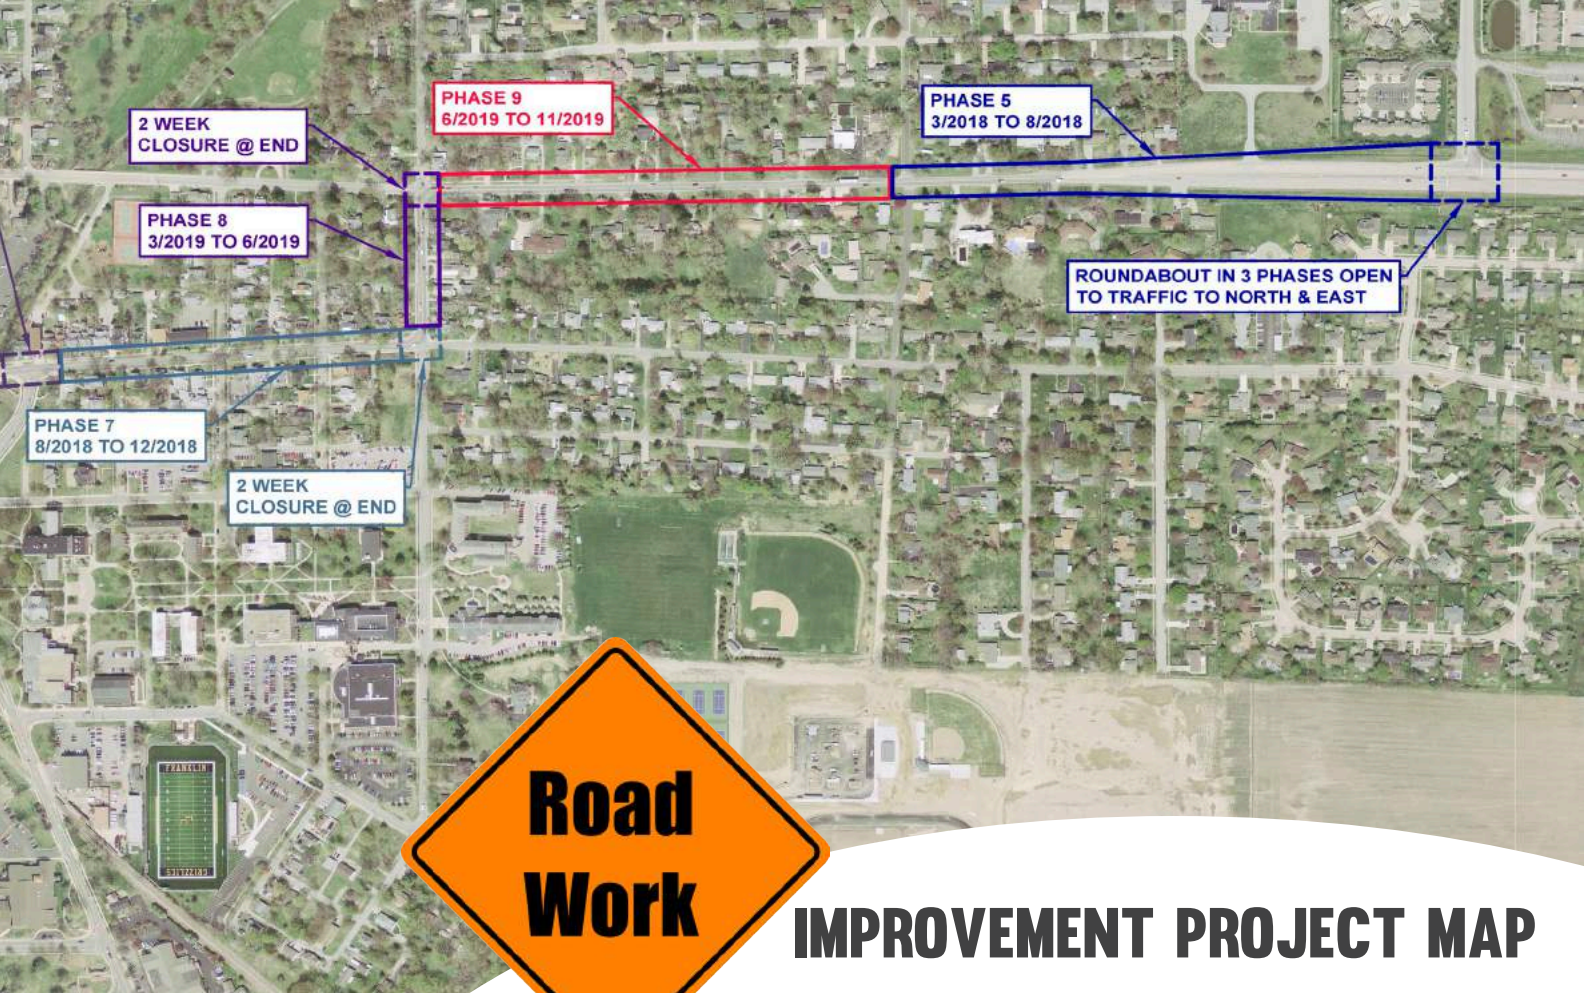 2 WEEK
CLOSURE @ END
PHASE 9
6/2019 TO 11/2019
PHASE 5
3/2018 TO 8/2018
PHASE 8
3/2019 TO 6/2019
ROUNDABOUT IN 3 PHASES OPEN
TO TRAFFIC TO NORTH & EAST
PHASE 7
8/2018 TO 12/2018
2 WEEK
CLOSURE @ END
FRANKLIN
GRIZZLIES
Road
Work
IMPROVEMENT PROJECT MAP